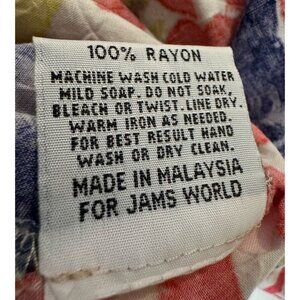 100% RAYON
MACHINE WASH COLD WATER
MILD SOAP. DO NOT SOAK,
BLEACH OR TWIST. LINE DRY.
WARM IRON AS NEEDED.
FOR BEST RESULT HAND
WASH OR DRY CLEAN.
MADE IN MALAYSIA
FOR JAMS WORLD